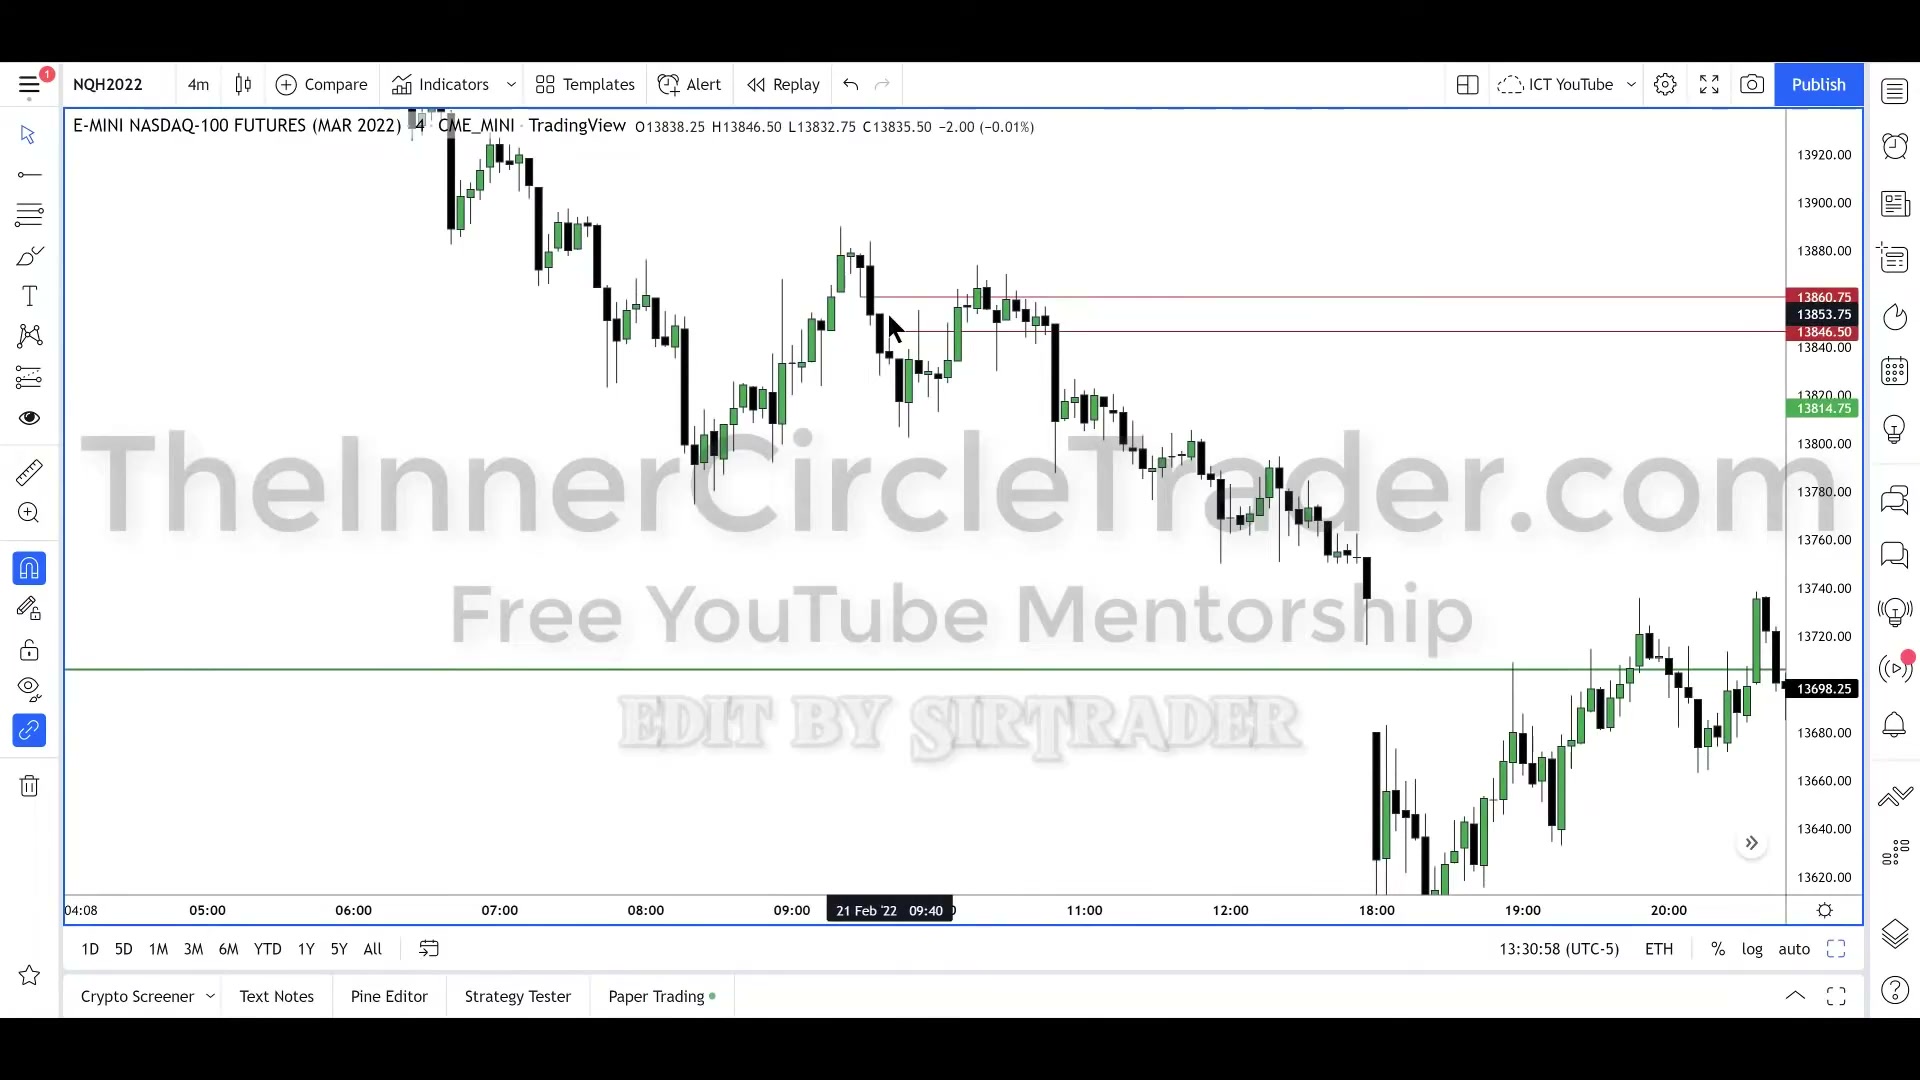 1
NQH2022 4m Compare Indicators Templates Alert Replay ICT YouTube Publish
E-MINI NASDAQ-100 FUTURES (MAR 2022) 4 CME_MINI · TradingView O13838.25 H13846.50 L13832.75 C13835.50 −2.00 (−0.01%)
13920.00
13900.00
13880.00
13860.75
13853.75
13846.50
13840.00
13820.00
13814.75
13800.00
TheInnerCircleTrader.com
13780.00
13760.00
13740.00
Free YouTube Mentorship
13720.00
13698.25
EDIT BY SIRTRADER
13680.00
13660.00
13640.00
13620.00
04:08 05:00 06:00 07:00 08:00 09:00 21 Feb '22 09:40 11:00 12:00 18:00 19:00 20:00
1D 5D 1M 3M 6M YTD 1Y 5Y All 13:30:58 (UTC-5) ETH % log auto
Crypto Screener Text Notes Pine Editor Strategy Tester Paper Trading